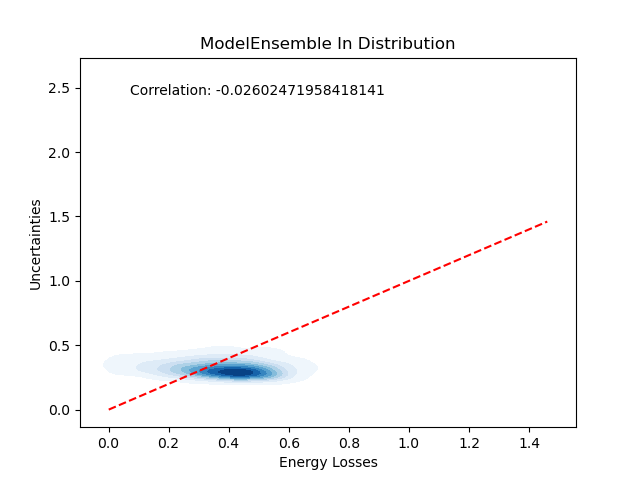 ModelEnsemble In Distribution
Correlation: -0.02602471958418141
2.5
2.0
1.5
1.0
0.5
0.0
Uncertainties
0.0 0.2 0.4 0.6 0.8 1.0 1.2 1.4
Energy Losses